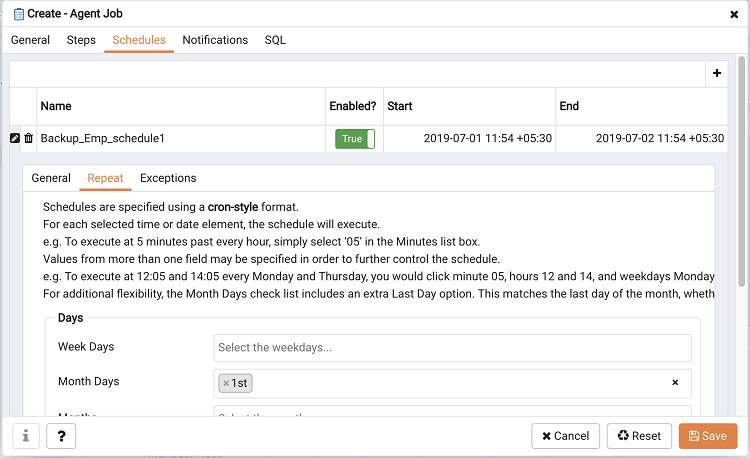 Create - Agent Job
General Steps Schedules Notifications SQL
Name Enabled? Start End
Backup_Emp_schedule1 True 2019-07-01 11:54 +05:30 2019-07-02 11:54 +05:30
General Repeat Exceptions
Schedules are specified using a cron-style format.
For each selected time or date element, the schedule will execute.
e.g. To execute at 5 minutes past every hour, simply select ‘05’ in the Minutes list box.
Values from more than one field may be specified in order to further control the schedule.
e.g. To execute at 12:05 and 14:05 every Monday and Thursday, you would click minute 05, hours 12 and 14, and weekdays Monday
For additional flexibility, the Month Days check list includes an extra Last Day option. This matches the last day of the month, wheth
Days
Week Days Select the weekdays...
Month Days ×1st ×
i ? Cancel Reset Save